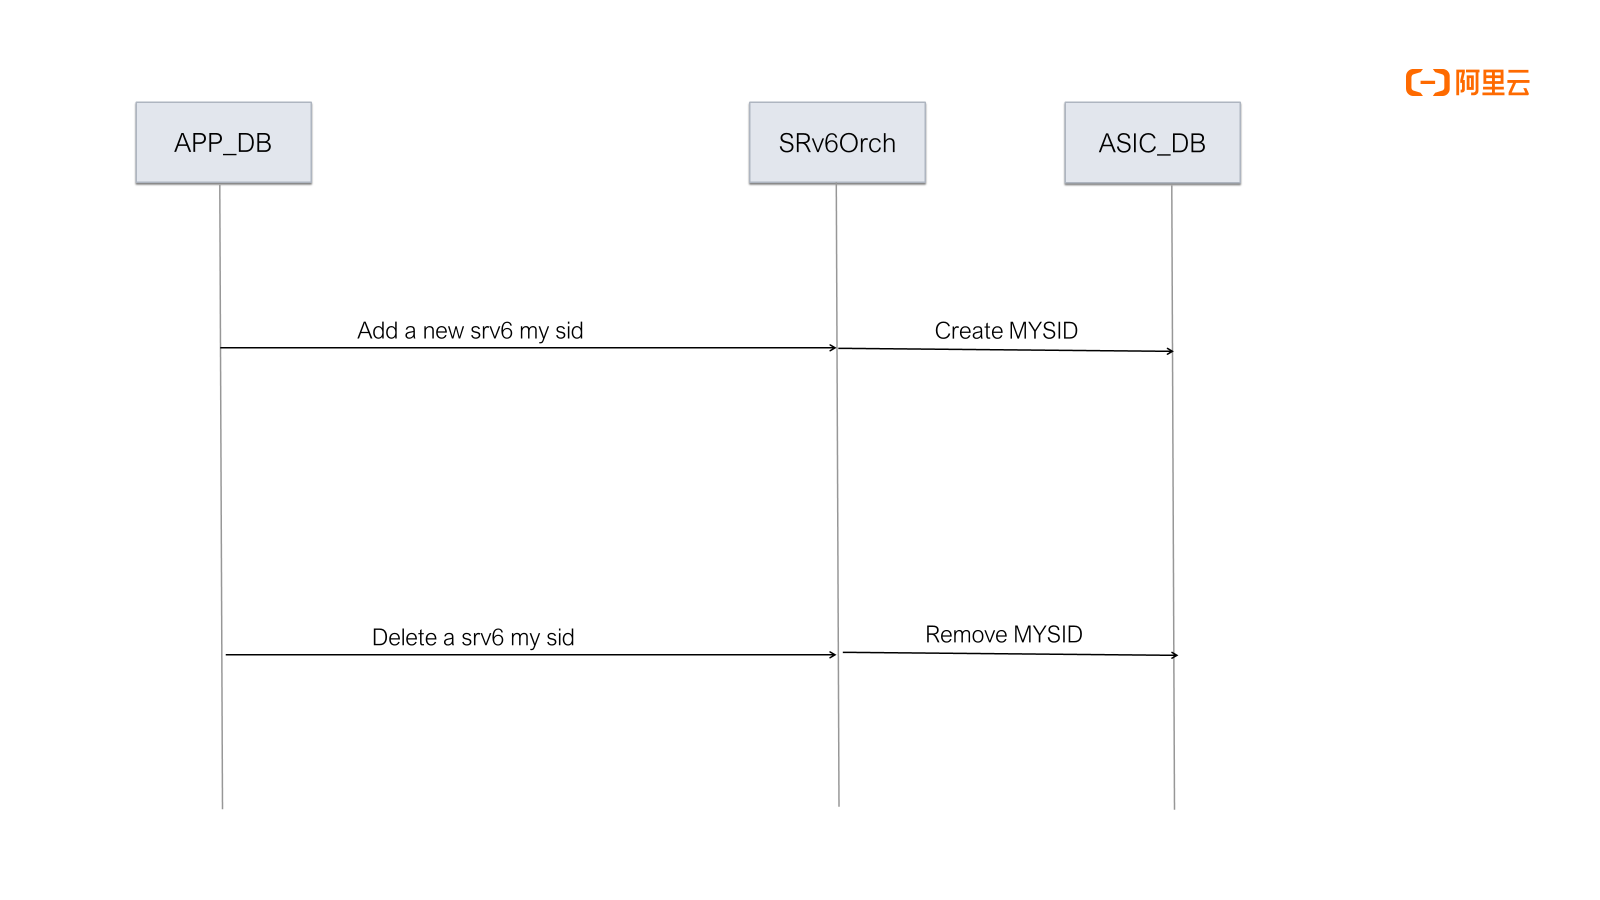 阿里云
APP_DB
SRv6Orch
ASIC_DB
Add a new srv6 my sid
Create MYSID
Delete a srv6 my sid
Remove MYSID